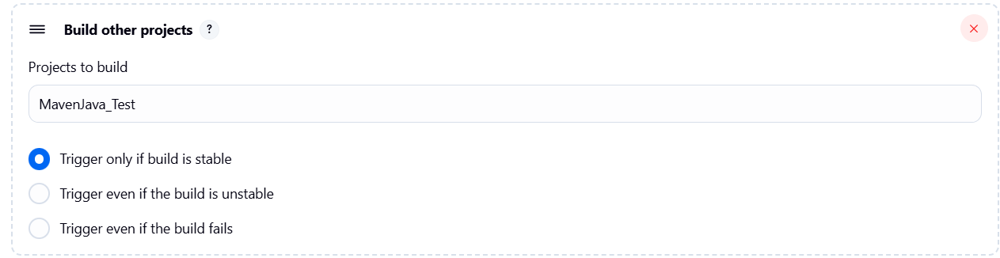 Build other projects ?
Projects to build
MavenJava_Test
Trigger only if build is stable
Trigger even if the build is unstable
Trigger even if the build fails